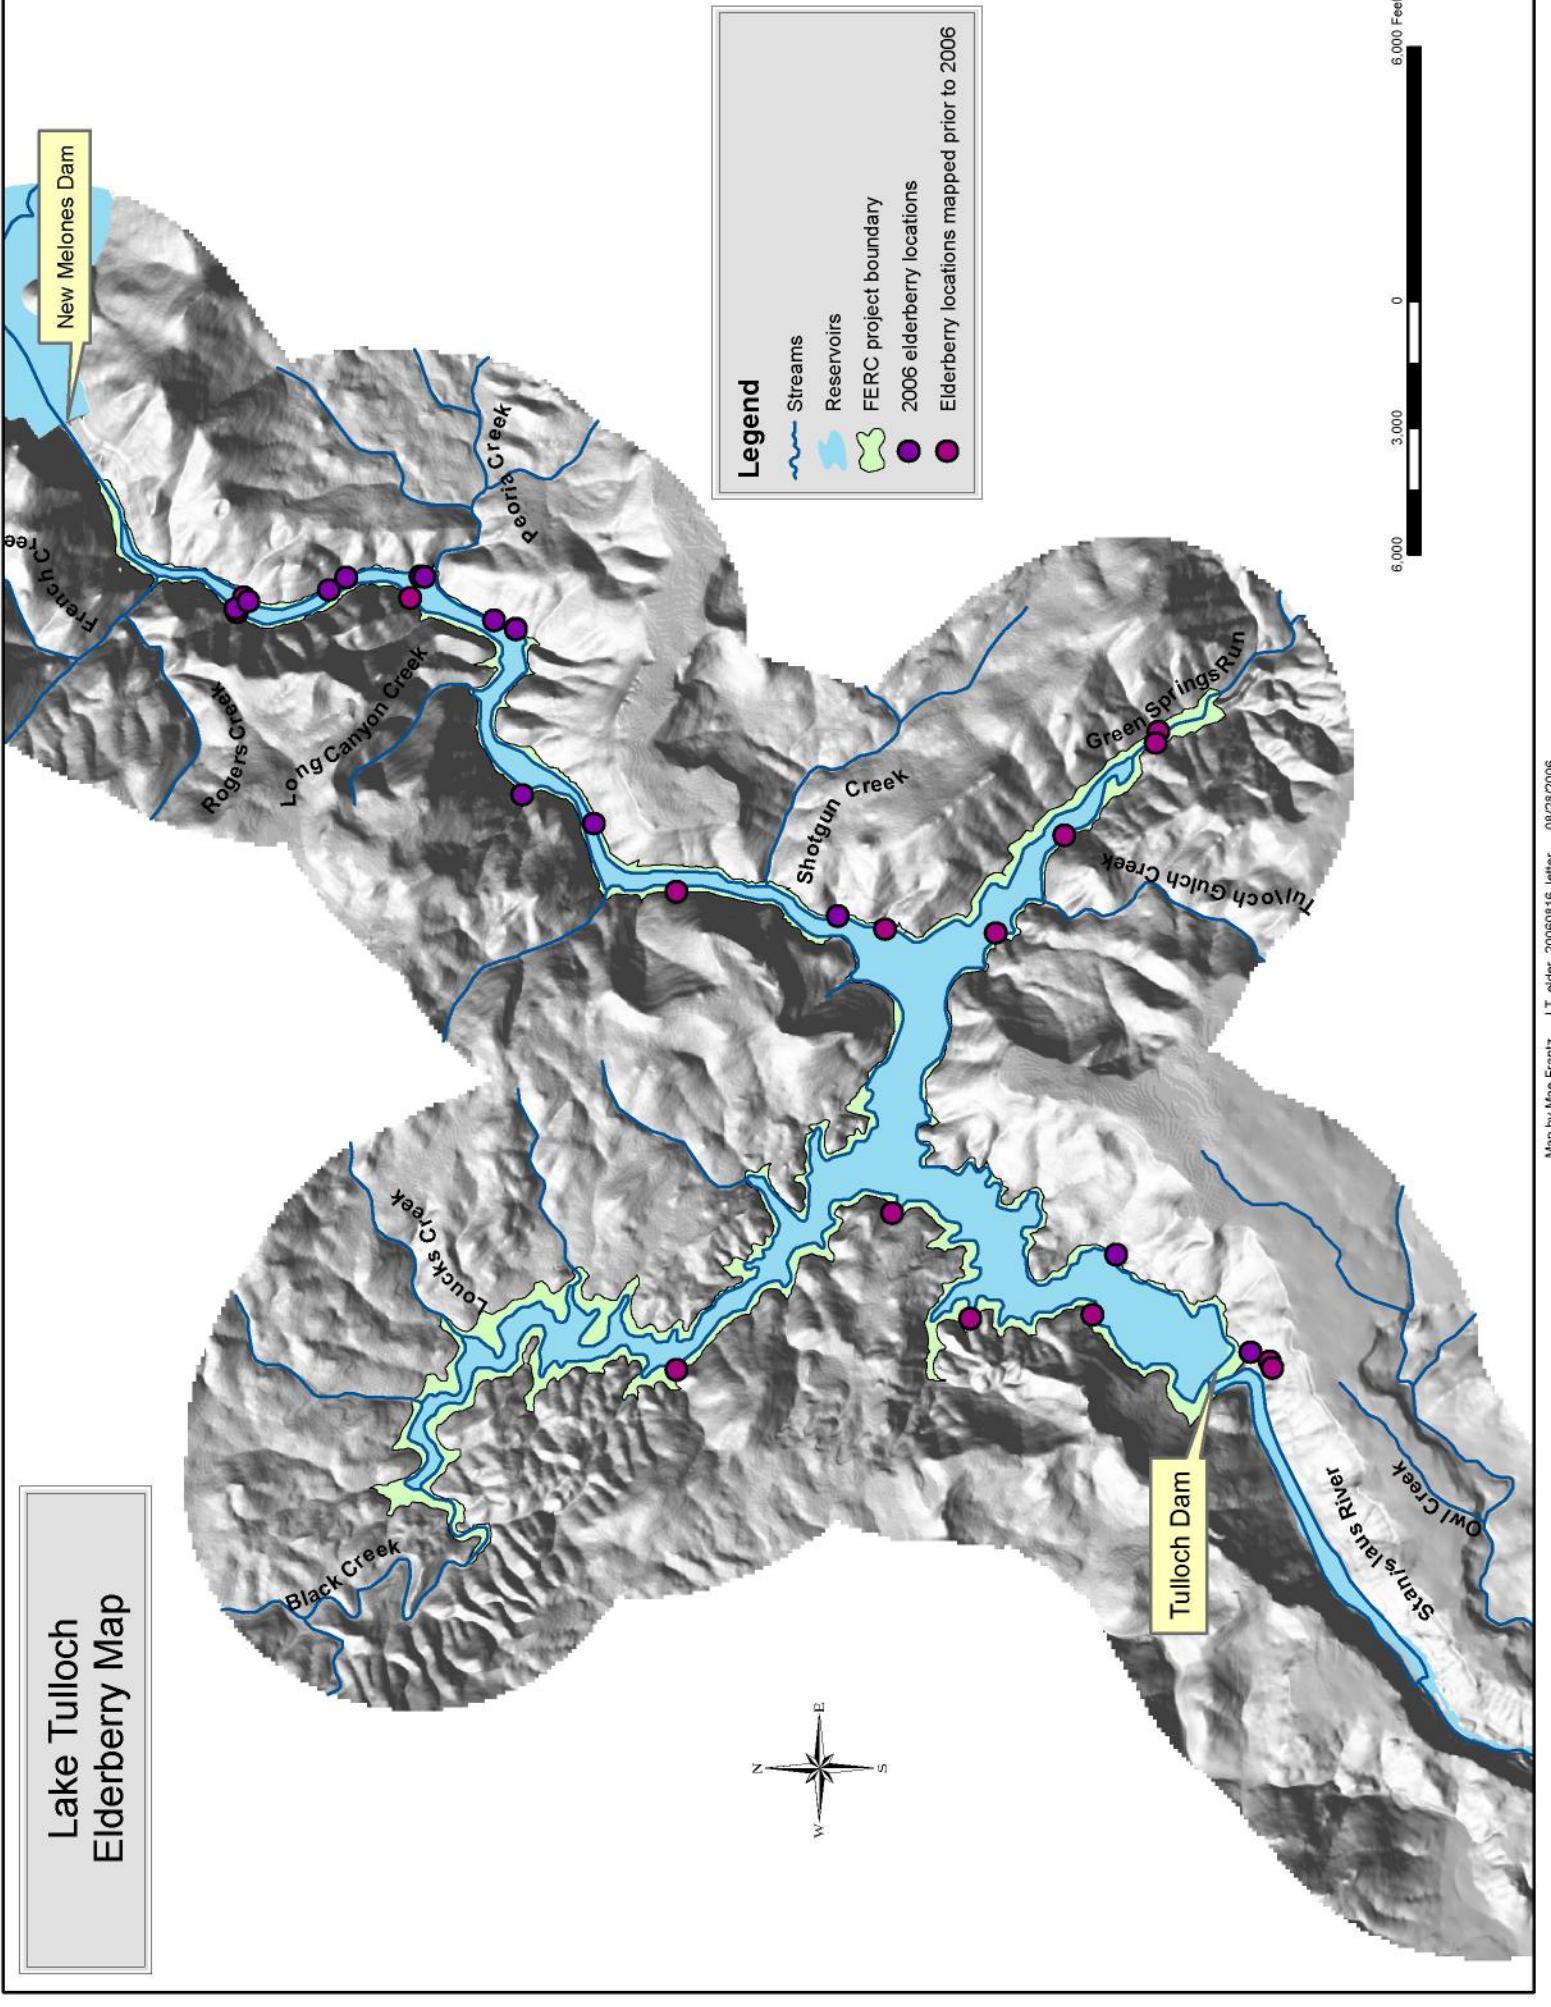 Lake Tulloch
Elderberry Map
New Melones Dam
French Cree
Rogers Creek
Long Canyon Creek
Peoria Creek
Shotgun Creek
Green Springs Run
Tulloch Gulch Creek
Loucks Creek
Black Creek
Tulloch Dam
Stanislaus River
Owl Creek
N
W
E
S
Legend
Streams
Reservoirs
FERC project boundary
2006 elderberry locations
Elderberry locations mapped prior to 2006
6,000
3,000
0
6,000 Feet